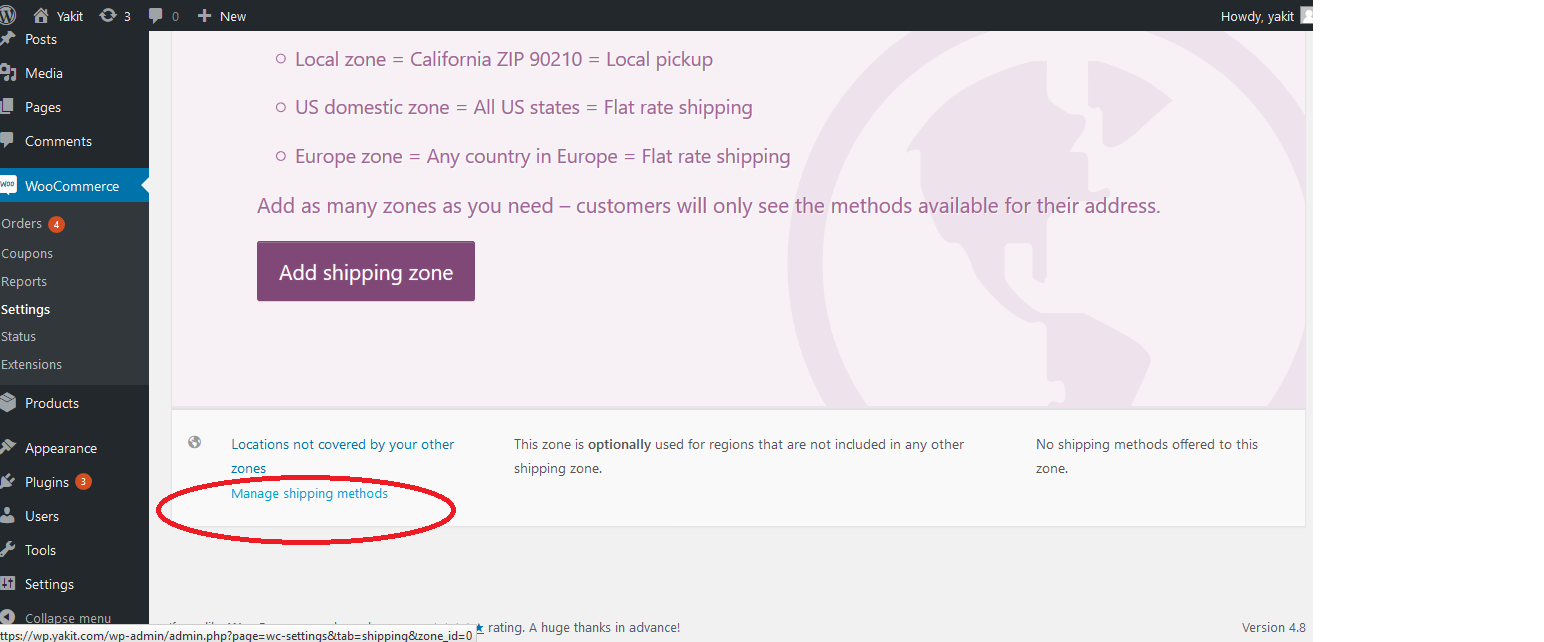 Yakit 3 0 New Howdy, yakit
Posts
Media
Pages
Comments
WOO WooCommerce
Orders 4
Coupons
Reports
Settings
Status
Extensions
Products
Appearance
Plugins 3
Users
Tools
Settings
Collapse menu
Local zone = California ZIP 90210 = Local pickup
US domestic zone = All US states = Flat rate shipping
Europe zone = Any country in Europe = Flat rate shipping
Add as many zones as you need – customers will only see the methods available for their address.
Add shipping zone
Locations not covered by your other
zones
Manage shipping methods
This zone is optionally used for regions that are not included in any other
shipping zone.
No shipping methods offered to this
zone.
rating. A huge thanks in advance!
Version 4.8
ttps://wp.yakit.com/wp-admin/admin.php?page=wc-settings&tab=shipping&zone_id=0